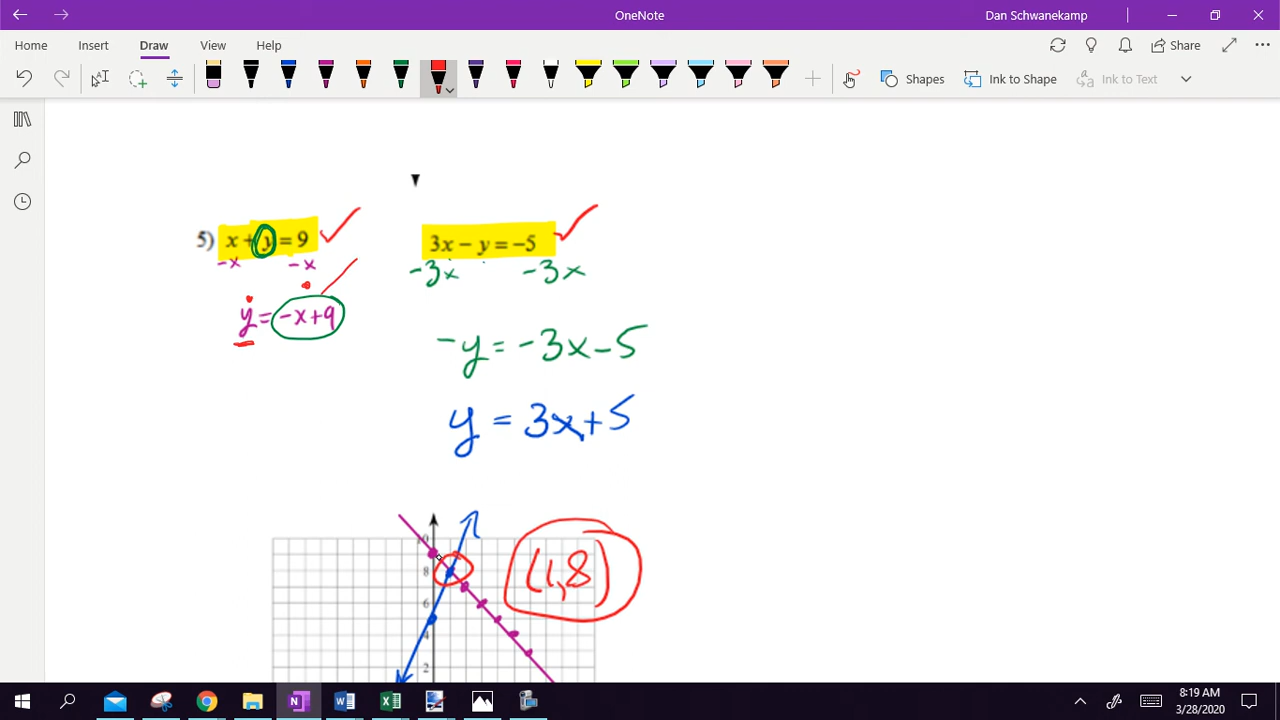 OneNote
Dan Schwanekamp
Home Insert Draw View Help
Share
Shapes Ink to Shape Ink to Text
5) x + y = 9 3x − y = −5
-x -x -3x -3x
y = -x+9
-y = -3x-5
y = 3x+5
10
8
6
4
2
(1,8)
8:19 AM
3/28/2020